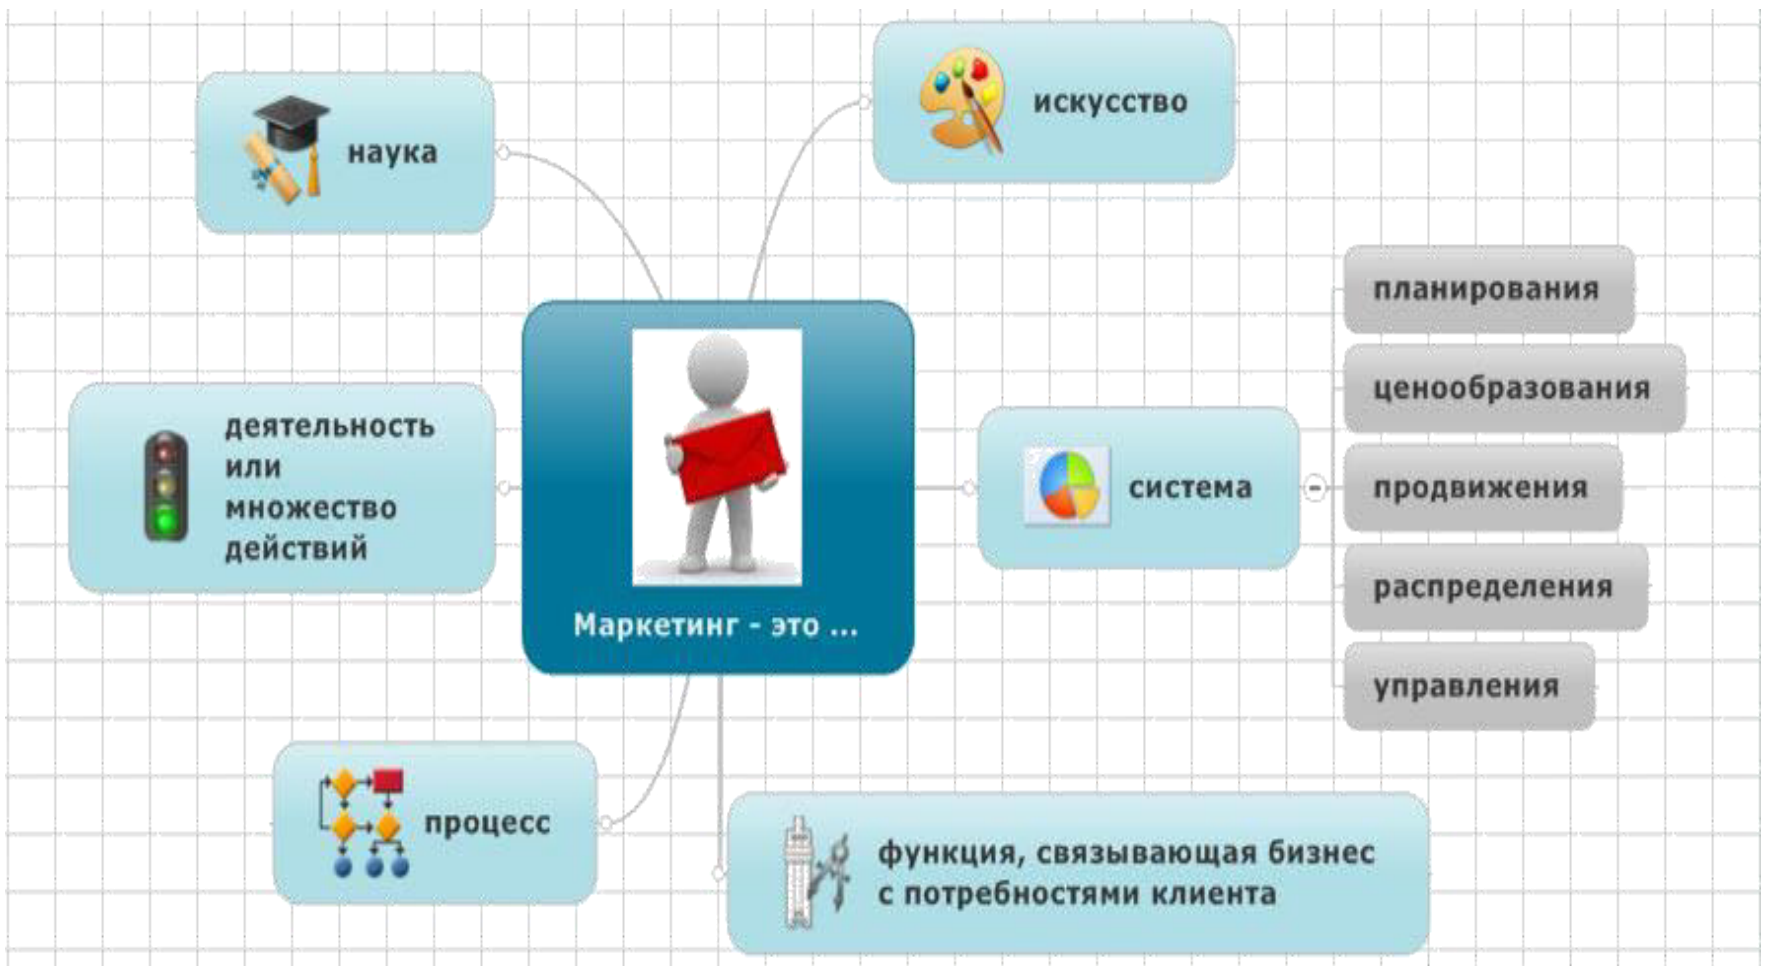 искусство
наука
планирования
ценообразования
деятельность
или
множество
действий
система
продвижения
распределения
Маркетинг - это ...
управления
процесс
функция, связывающая бизнес
с потребностями клиента